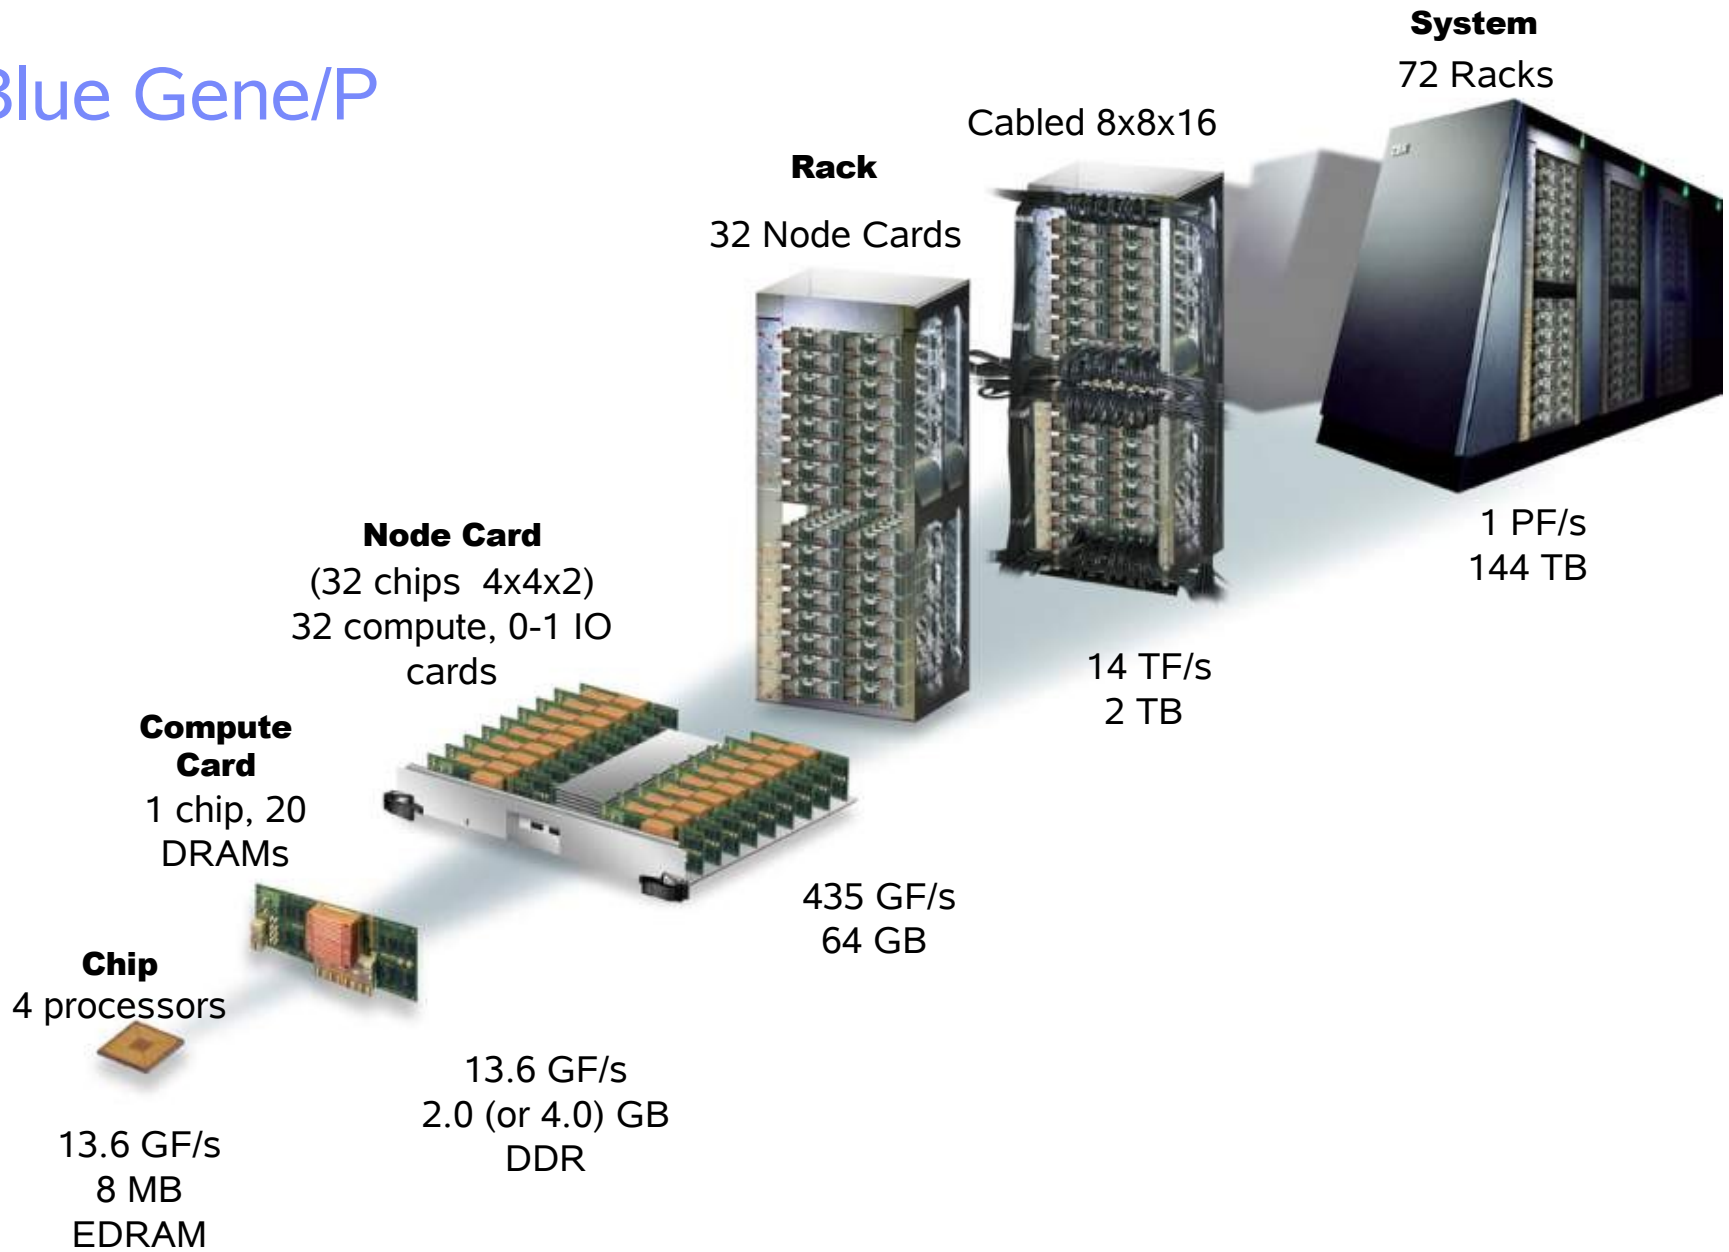 Blue Gene/P
System
72 Racks
Cabled 8x8x16
Rack
32 Node Cards
1 PF/s
144 TB
Node Card
(32 chips  4x4x2)
32 compute, 0-1 IO
cards
14 TF/s
2 TB
Compute
Card
1 chip, 20
DRAMs
435 GF/s
64 GB
Chip
4 processors
13.6 GF/s
2.0 (or 4.0) GB
DDR
13.6 GF/s
8 MB
EDRAM